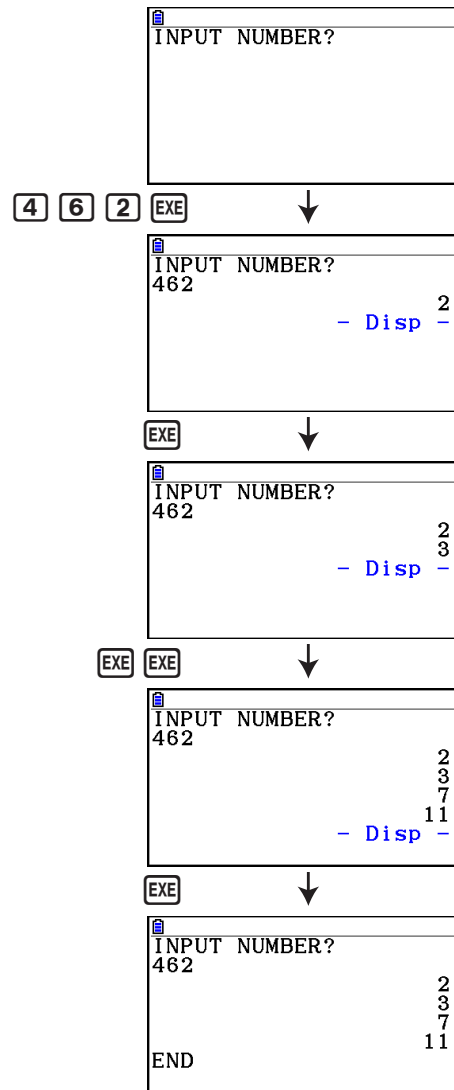 INPUT NUMBER?
4 6 2 EXE
INPUT NUMBER?
462
2
- Disp -
EXE
INPUT NUMBER?
462
2
3
- Disp -
EXE EXE
INPUT NUMBER?
462
2
3
7
11
- Disp -
EXE
INPUT NUMBER?
462
2
3
7
11
END